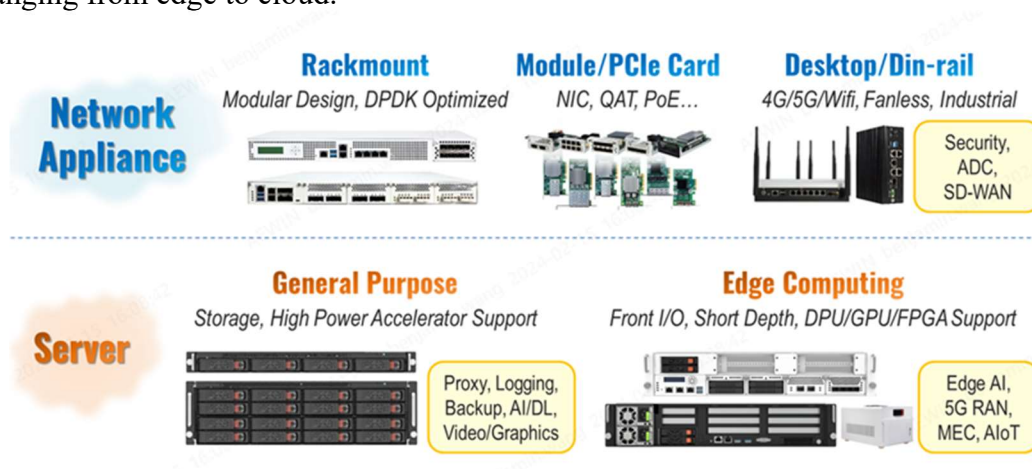 anging from edge to cloud.
Rackmount
Modular Design, DPDK Optimized
Module/PCIe Card
NIC, QAT, PoE…
Desktop/Din-rail
4G/5G/Wifi, Fanless, Industrial
Network
Appliance
Security,
ADC,
SD-WAN
General Purpose
Storage, High Power Accelerator Support
Edge Computing
Front I/O, Short Depth, DPU/GPU/FPGA Support
Server
Proxy, Logging,
Backup, AI/DL,
Video/Graphics
Edge AI,
5G RAN,
MEC, AIoT